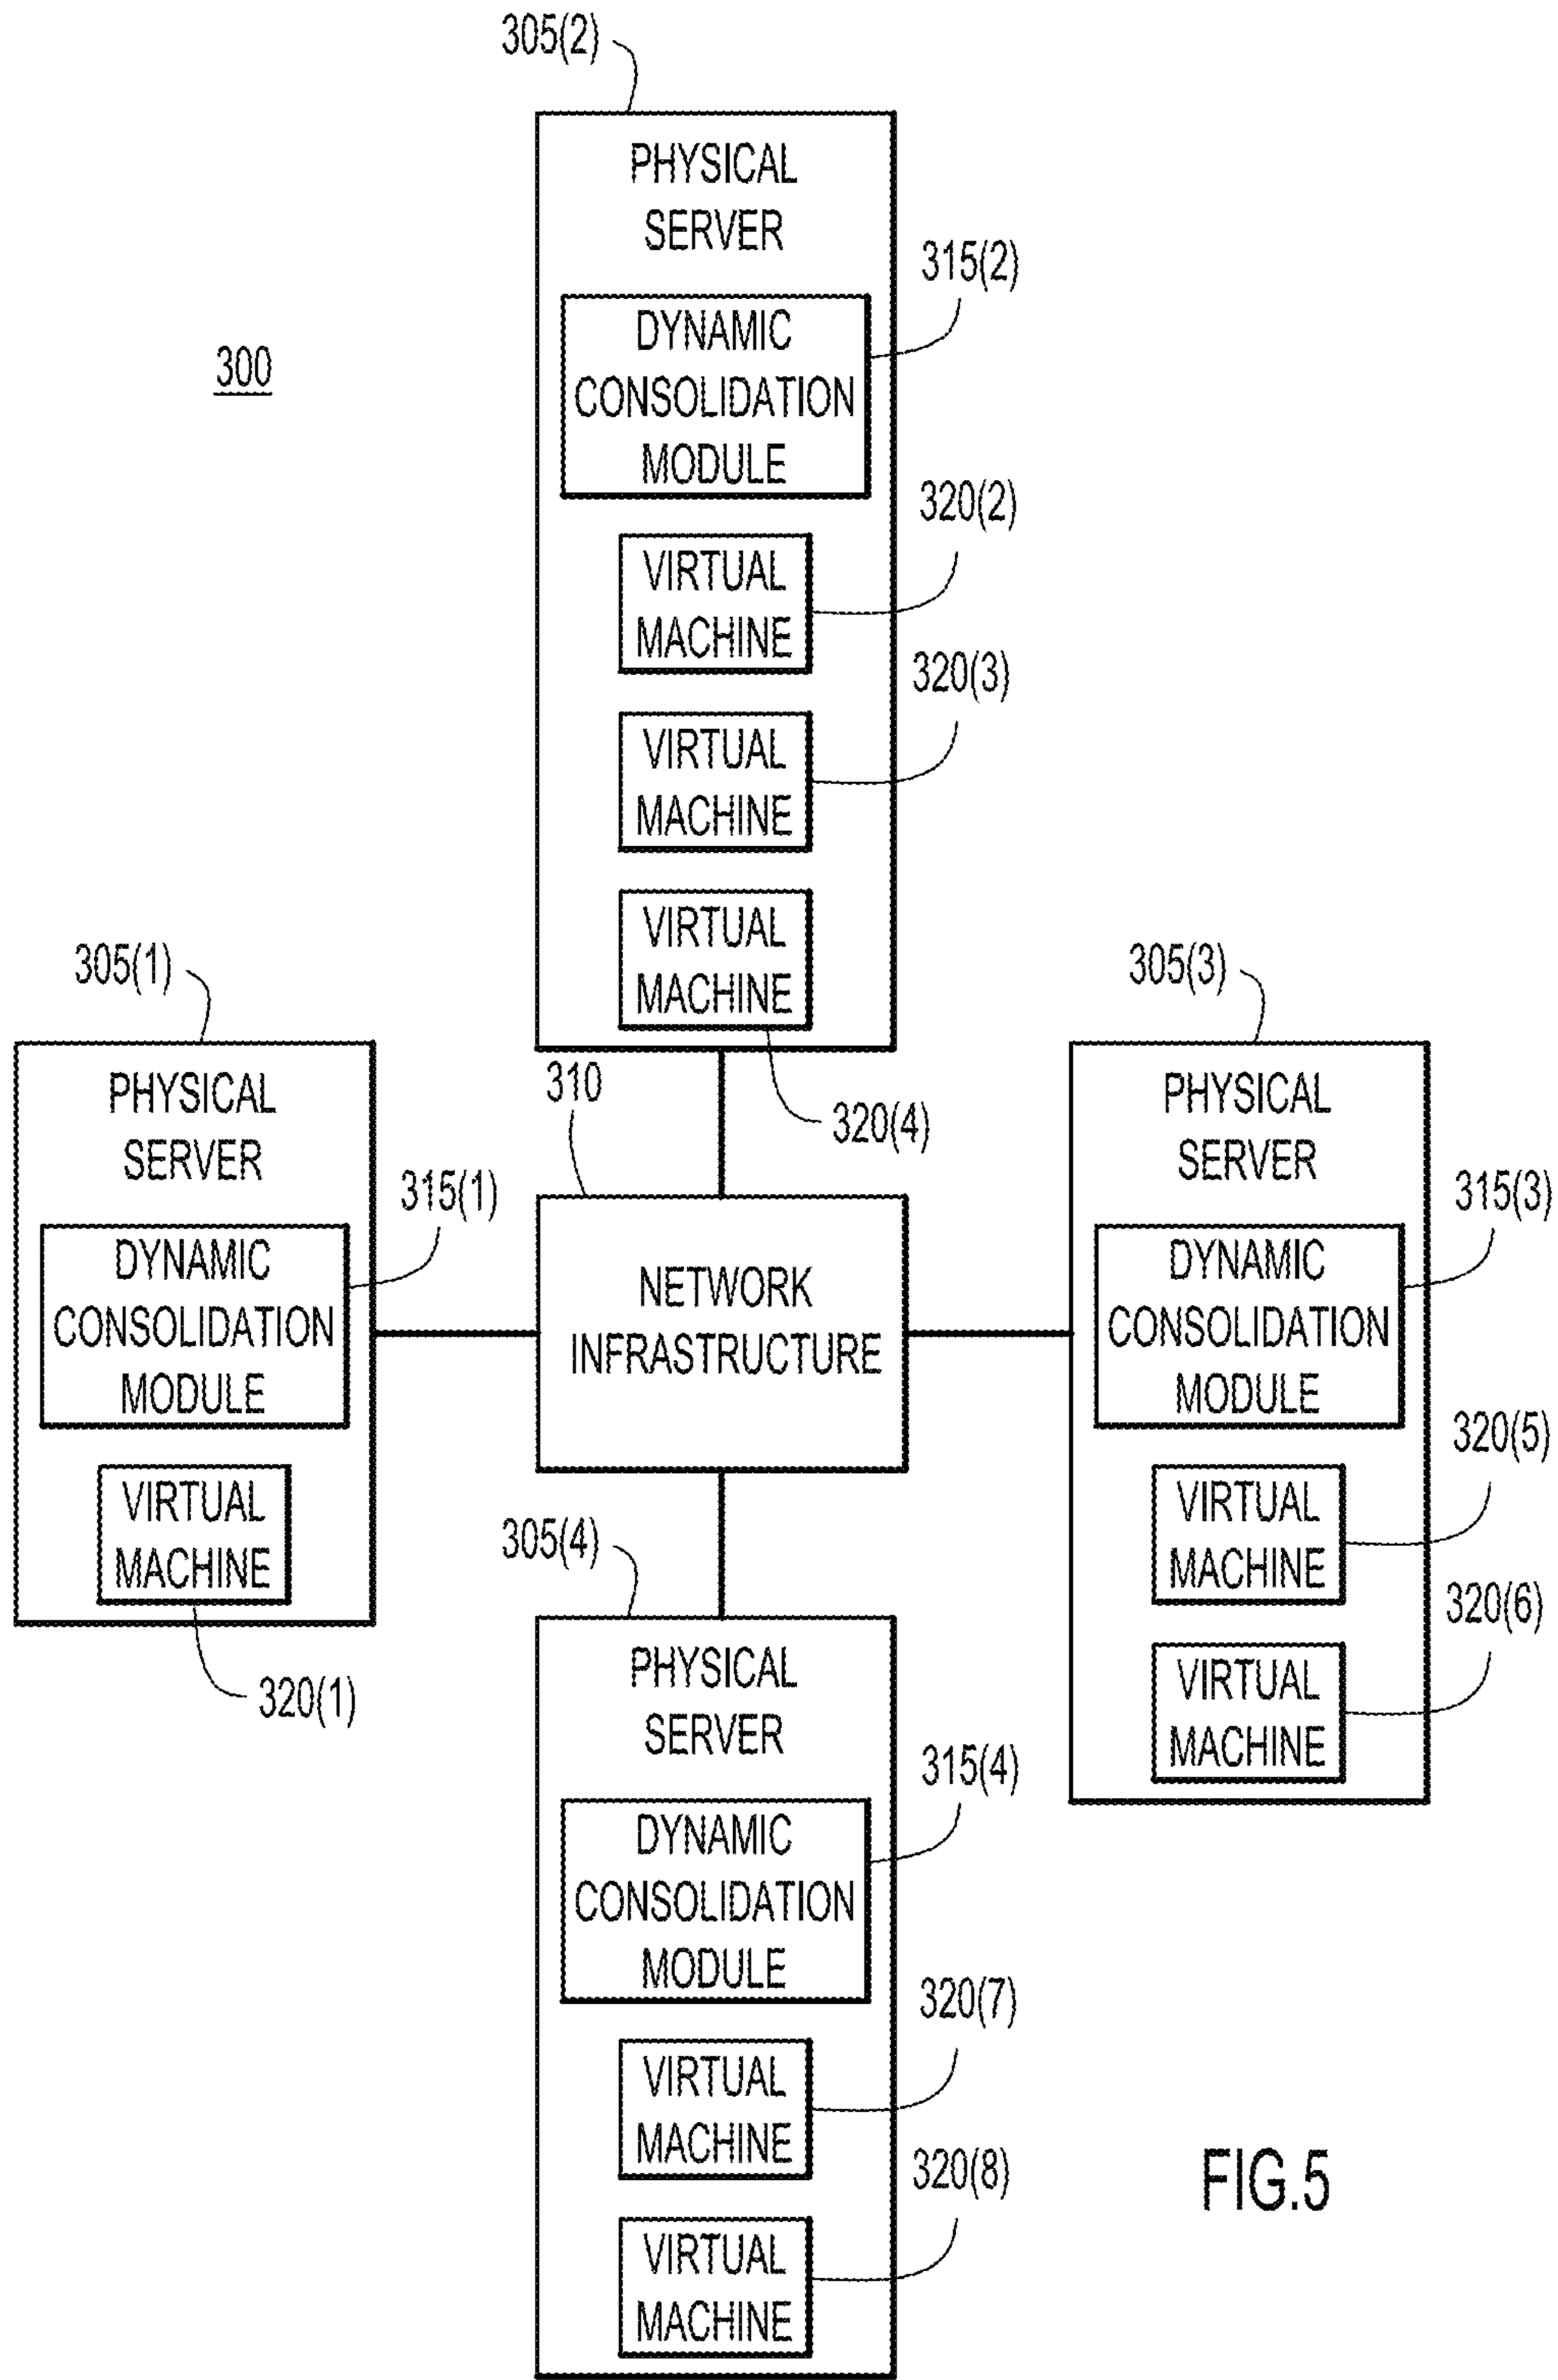 305(2)
PHYSICAL
SERVER
315(2)
DYNAMIC
CONSOLIDATION
MODULE
300
320(2)
VIRTUAL
MACHINE
320(3)
VIRTUAL
MACHINE
VIRTUAL
MACHINE
320(4)
305(1)
PHYSICAL
SERVER
315(1)
DYNAMIC
CONSOLIDATION
MODULE
VIRTUAL
MACHINE
320(1)
310
NETWORK
INFRASTRUCTURE
305(3)
PHYSICAL
SERVER
315(3)
DYNAMIC
CONSOLIDATION
MODULE
320(5)
VIRTUAL
MACHINE
320(6)
VIRTUAL
MACHINE
305(4)
PHYSICAL
SERVER
315(4)
DYNAMIC
CONSOLIDATION
MODULE
320(7)
VIRTUAL
MACHINE
320(8)
VIRTUAL
MACHINE
FIG.5